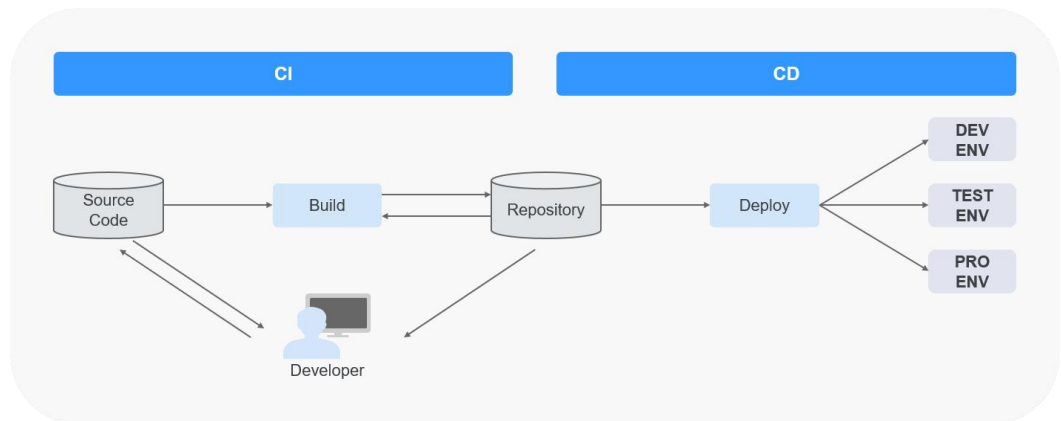 CI
CD
Source
Code
Build
Repository
Deploy
DEV
ENV
TEST
ENV
PRO
ENV
Developer